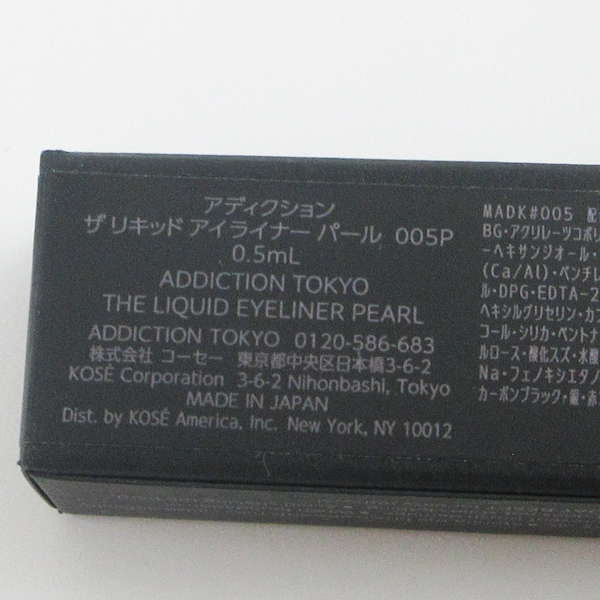 アディクション
ザ リキッド アイライナー パール 005P
0.5mL
ADDICTION TOKYO
THE LIQUID EYELINER PEARL
ADDICTION TOKYO 0120-586-683
株式会社 コーセー 東京都中央区日本橋3-6-2
KOSÉ Corporation 3-6-2 Nihonbashi, Tokyo
MADE IN JAPAN
Dist. by KOSÉ America, Inc. New York, NY 10012
MADK#005 配
BG・アクリレーツコポリ
ーヘキサンジオール・
(Ca/Al)・ペンチレ
ル・DPG・EDTA-2
ヘキシルグリセリン・カプ
コール・シリカ・ベントナ
ルロース・酸化スズ・水酸
Na・フェノキシエタノ
カーボンブラック・